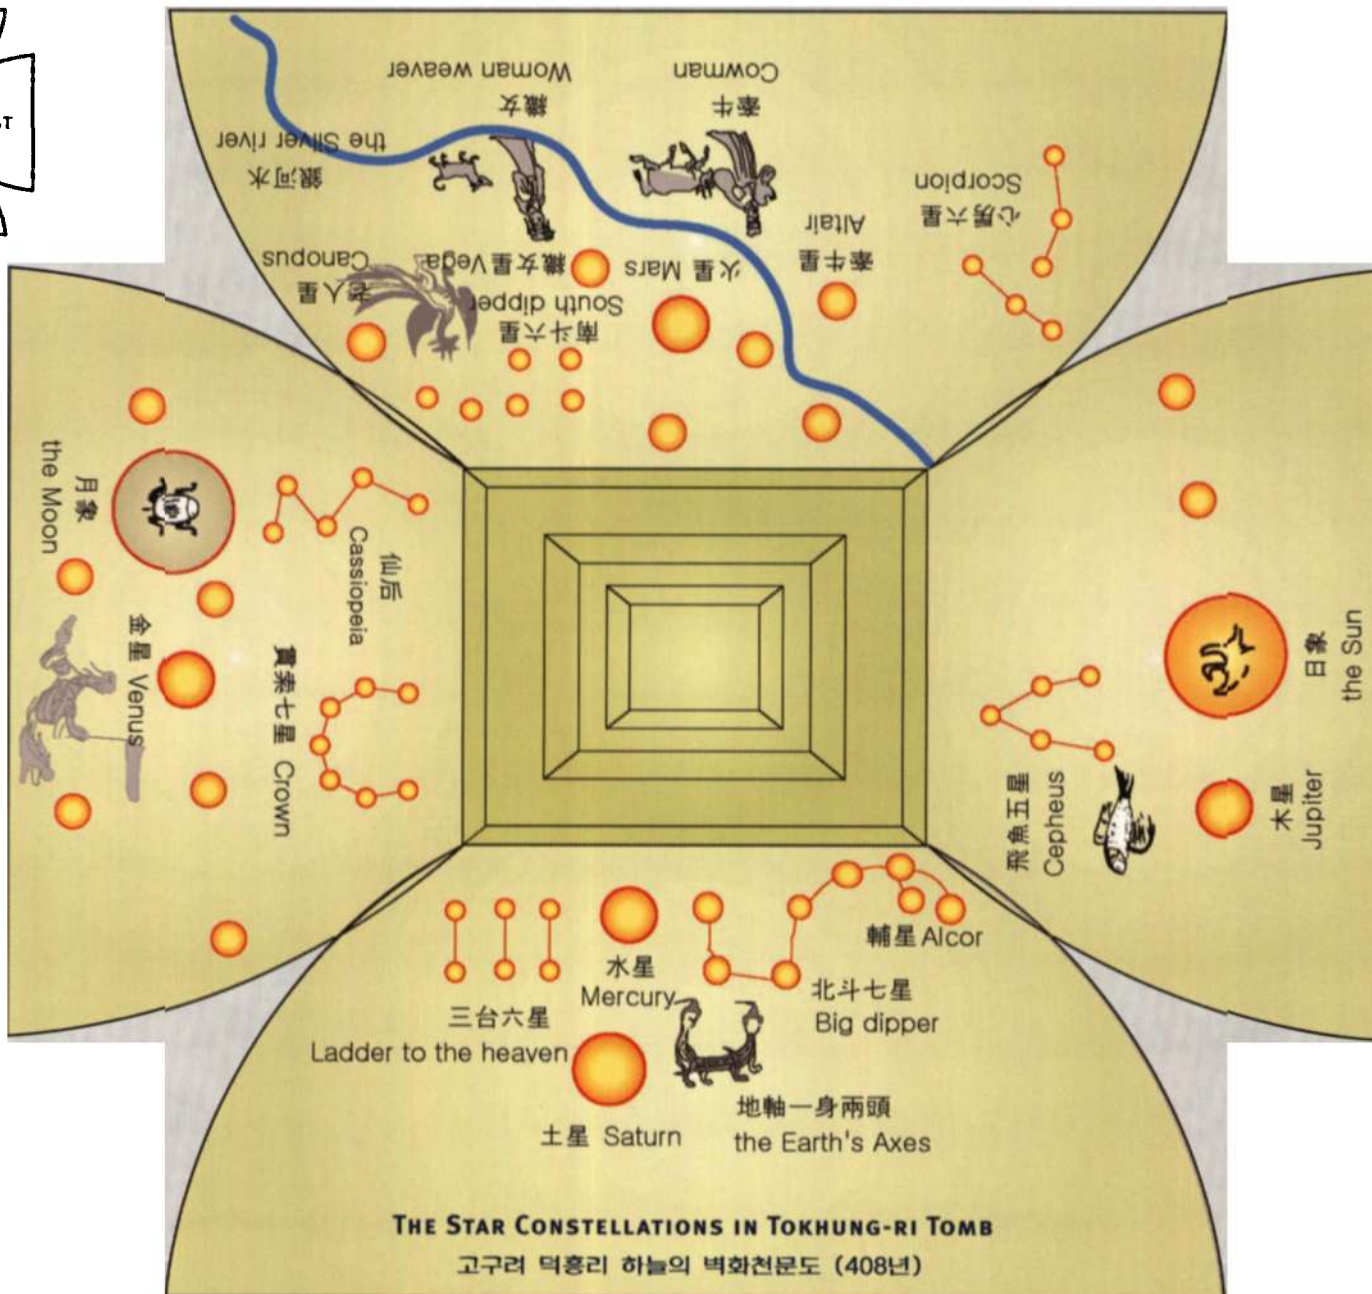 Woman weaver
織女
Cowman
牽牛
the Silver river
銀河水
Scorpion
心房六星
Altair
牽牛星
Canopus
老人星
織女星 Vega
火星 Mars
South dipper
南斗六星
月象
the Moon
仙后
Cassiopeia
金星 Venus
貫索七星 Crown
日象
the Sun
木星
Jupiter
飛魚五星
Cepheus
輔星 Alcor
水星
Mercury
北斗七星
Big dipper
三台六星
Ladder to the heaven
地軸一身兩頭
the Earth's Axes
土星 Saturn
THE STAR CONSTELLATIONS IN TOKHUNG-RI TOMB
고구려 덕흥리 하늘의 벽화천문도 (408년)